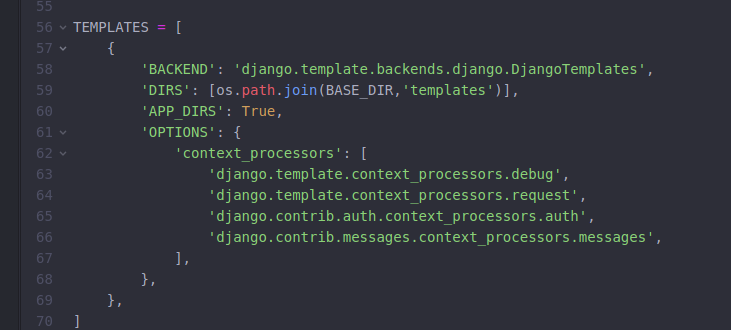 55
56 TEMPLATES = [
57     {
58         'BACKEND': 'django.template.backends.django.DjangoTemplates',
59         'DIRS': [os.path.join(BASE_DIR,'templates')],
60         'APP_DIRS': True,
61         'OPTIONS': {
62             'context_processors': [
63                 'django.template.context_processors.debug',
64                 'django.template.context_processors.request',
65                 'django.contrib.auth.context_processors.auth',
66                 'django.contrib.messages.context_processors.messages',
67             ],
68         },
69     },
70 ]